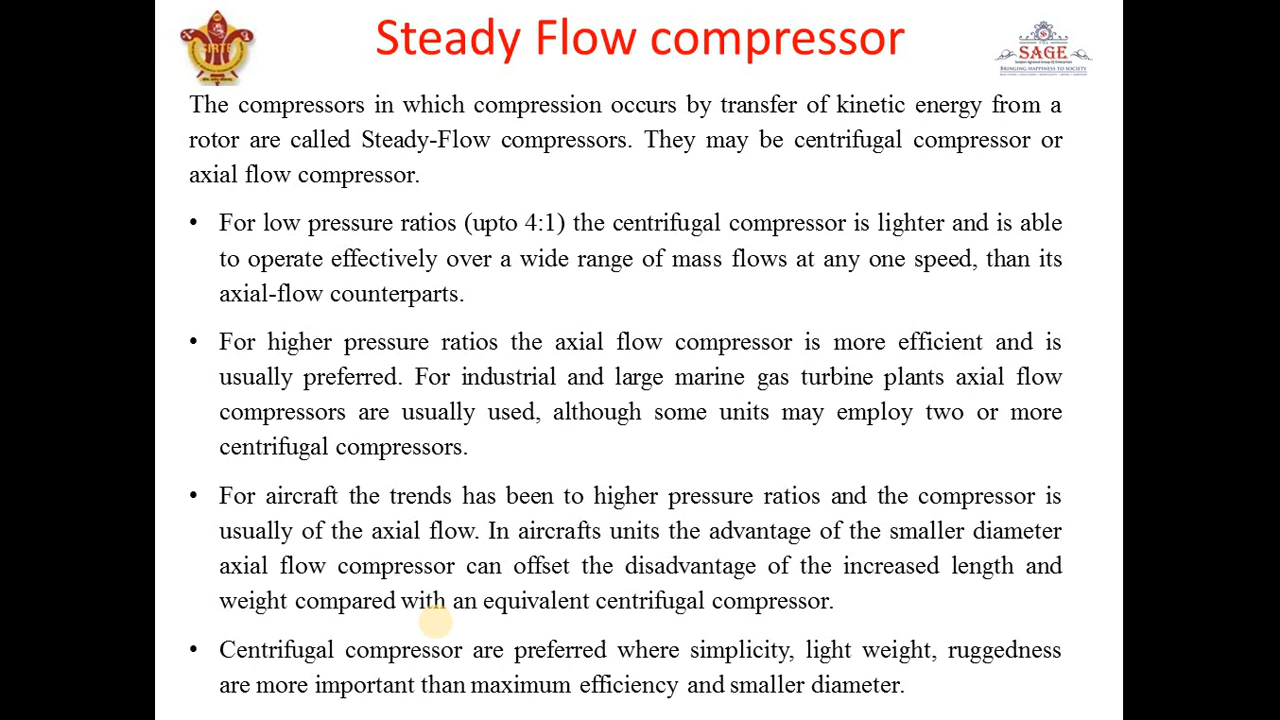 Steady Flow compressor
SIRTE
SAGE
BRINGING HAPPINESS TO SOCIETY
The compressors in which compression occurs by transfer of kinetic energy from a
rotor are called Steady-Flow compressors. They may be centrifugal compressor or
axial flow compressor.
• For low pressure ratios (upto 4:1) the centrifugal compressor is lighter and is able
to operate effectively over a wide range of mass flows at any one speed, than its
axial-flow counterparts.
• For higher pressure ratios the axial flow compressor is more efficient and is
usually preferred. For industrial and large marine gas turbine plants axial flow
compressors are usually used, although some units may employ two or more
centrifugal compressors.
• For aircraft the trends has been to higher pressure ratios and the compressor is
usually of the axial flow. In aircrafts units the advantage of the smaller diameter
axial flow compressor can offset the disadvantage of the increased length and
weight compared with an equivalent centrifugal compressor.
• Centrifugal compressor are preferred where simplicity, light weight, ruggedness
are more important than maximum efficiency and smaller diameter.